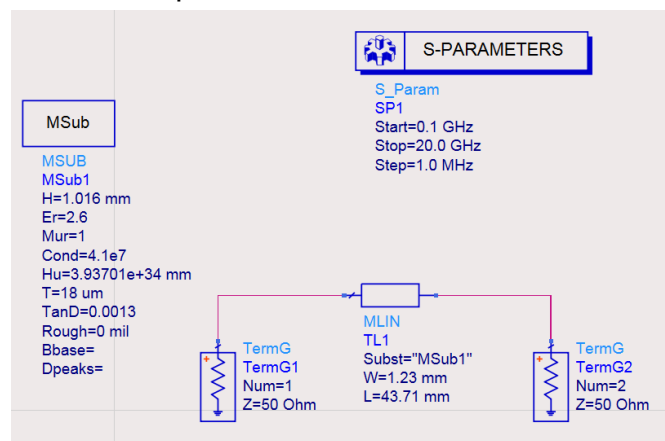 S-PARAMETERS
S_Param
SP1
Start=0.1 GHz
Stop=20.0 GHz
Step=1.0 MHz
MSub
MSUB
MSub1
H=1.016 mm
Er=2.6
Mur=1
Cond=4.1e7
Hu=3.93701e+34 mm
T=18 um
TanD=0.0013
Rough=0 mil
Bbase=
Dpeaks=
TermG
TermG1
Num=1
Z=50 Ohm
MLIN
TL1
Subst="MSub1"
W=1.23 mm
L=43.71 mm
TermG
TermG2
Num=2
Z=50 Ohm